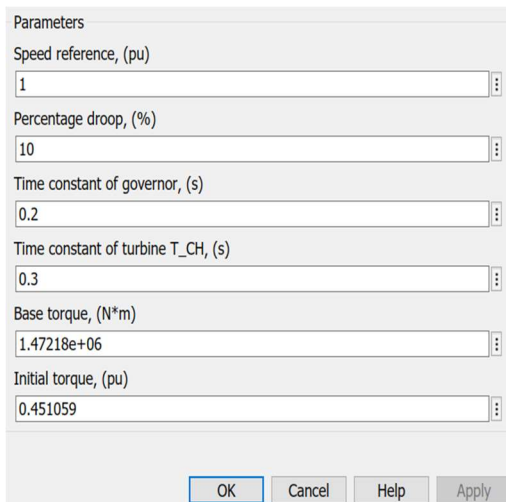 Parameters
Speed reference, (pu)
1
Percentage droop, (%)
10
Time constant of governor, (s)
0.2
Time constant of turbine T_CH, (s)
0.3
Base torque, (N*m)
1.47218e+06
Initial torque, (pu)
0.451059
OK Cancel Help Apply